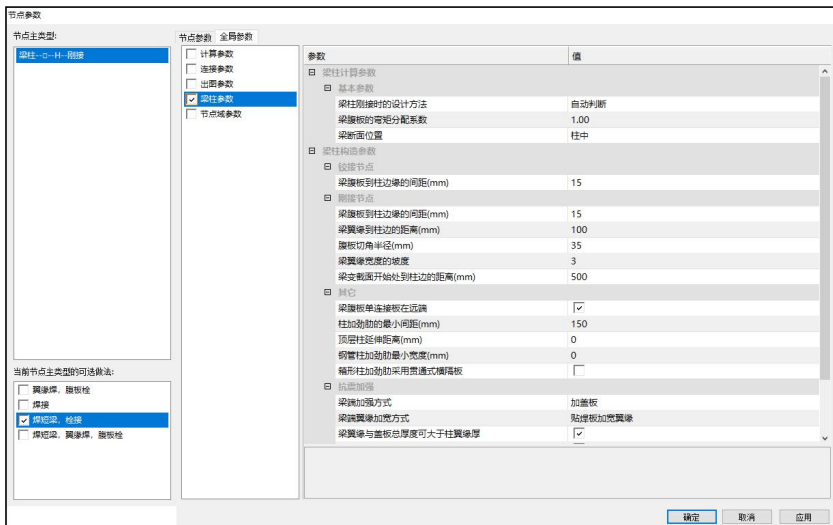 节点参数
节点主类型:
梁柱--□--H--刚接
当前节点主类型的可选做法:
翼缘焊，腹板栓
焊接
焊短梁，栓接
焊短梁，翼缘焊，腹板栓
节点参数 全局参数
计算参数
连接参数
出图参数
梁柱参数
节点域参数
参数 值
梁柱计算参数
基本参数
梁柱刚接时的设计方法 自动判断
梁腹板的弯矩分配系数 1.00
梁断面位置 柱中
梁柱构造参数
铰接节点
梁腹板到柱边缘的间距(mm) 15
刚接节点
梁腹板到柱边缘的间距(mm) 15
梁翼缘到柱边的距离(mm) 100
腹板切角半径(mm) 35
梁翼缘宽度的坡度 3
梁变截面开始处到柱边的距离(mm) 500
其它
梁腹板单连接板在远端
柱加劲肋的最小间距(mm) 150
顶层柱延伸距离(mm) 0
钢管柱加劲肋最小宽度(mm) 0
箱形柱加劲肋采用贯通式横隔板
抗震加强
梁端加强方式 加盖板
梁端翼缘加宽方式 贴焊板加宽翼缘
梁翼缘与盖板总厚度可大于柱翼缘厚
确定 取消 应用